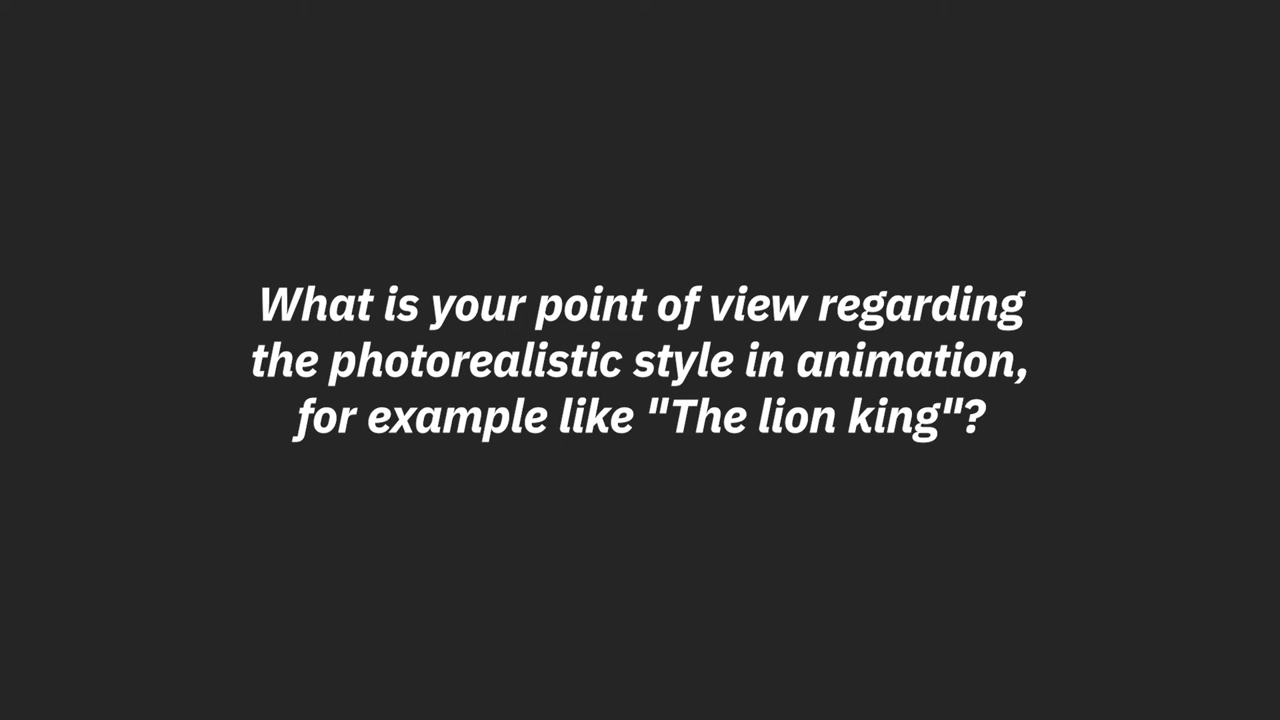 What is your point of view regarding
the photorealistic style in animation,
for example like "The lion king"?